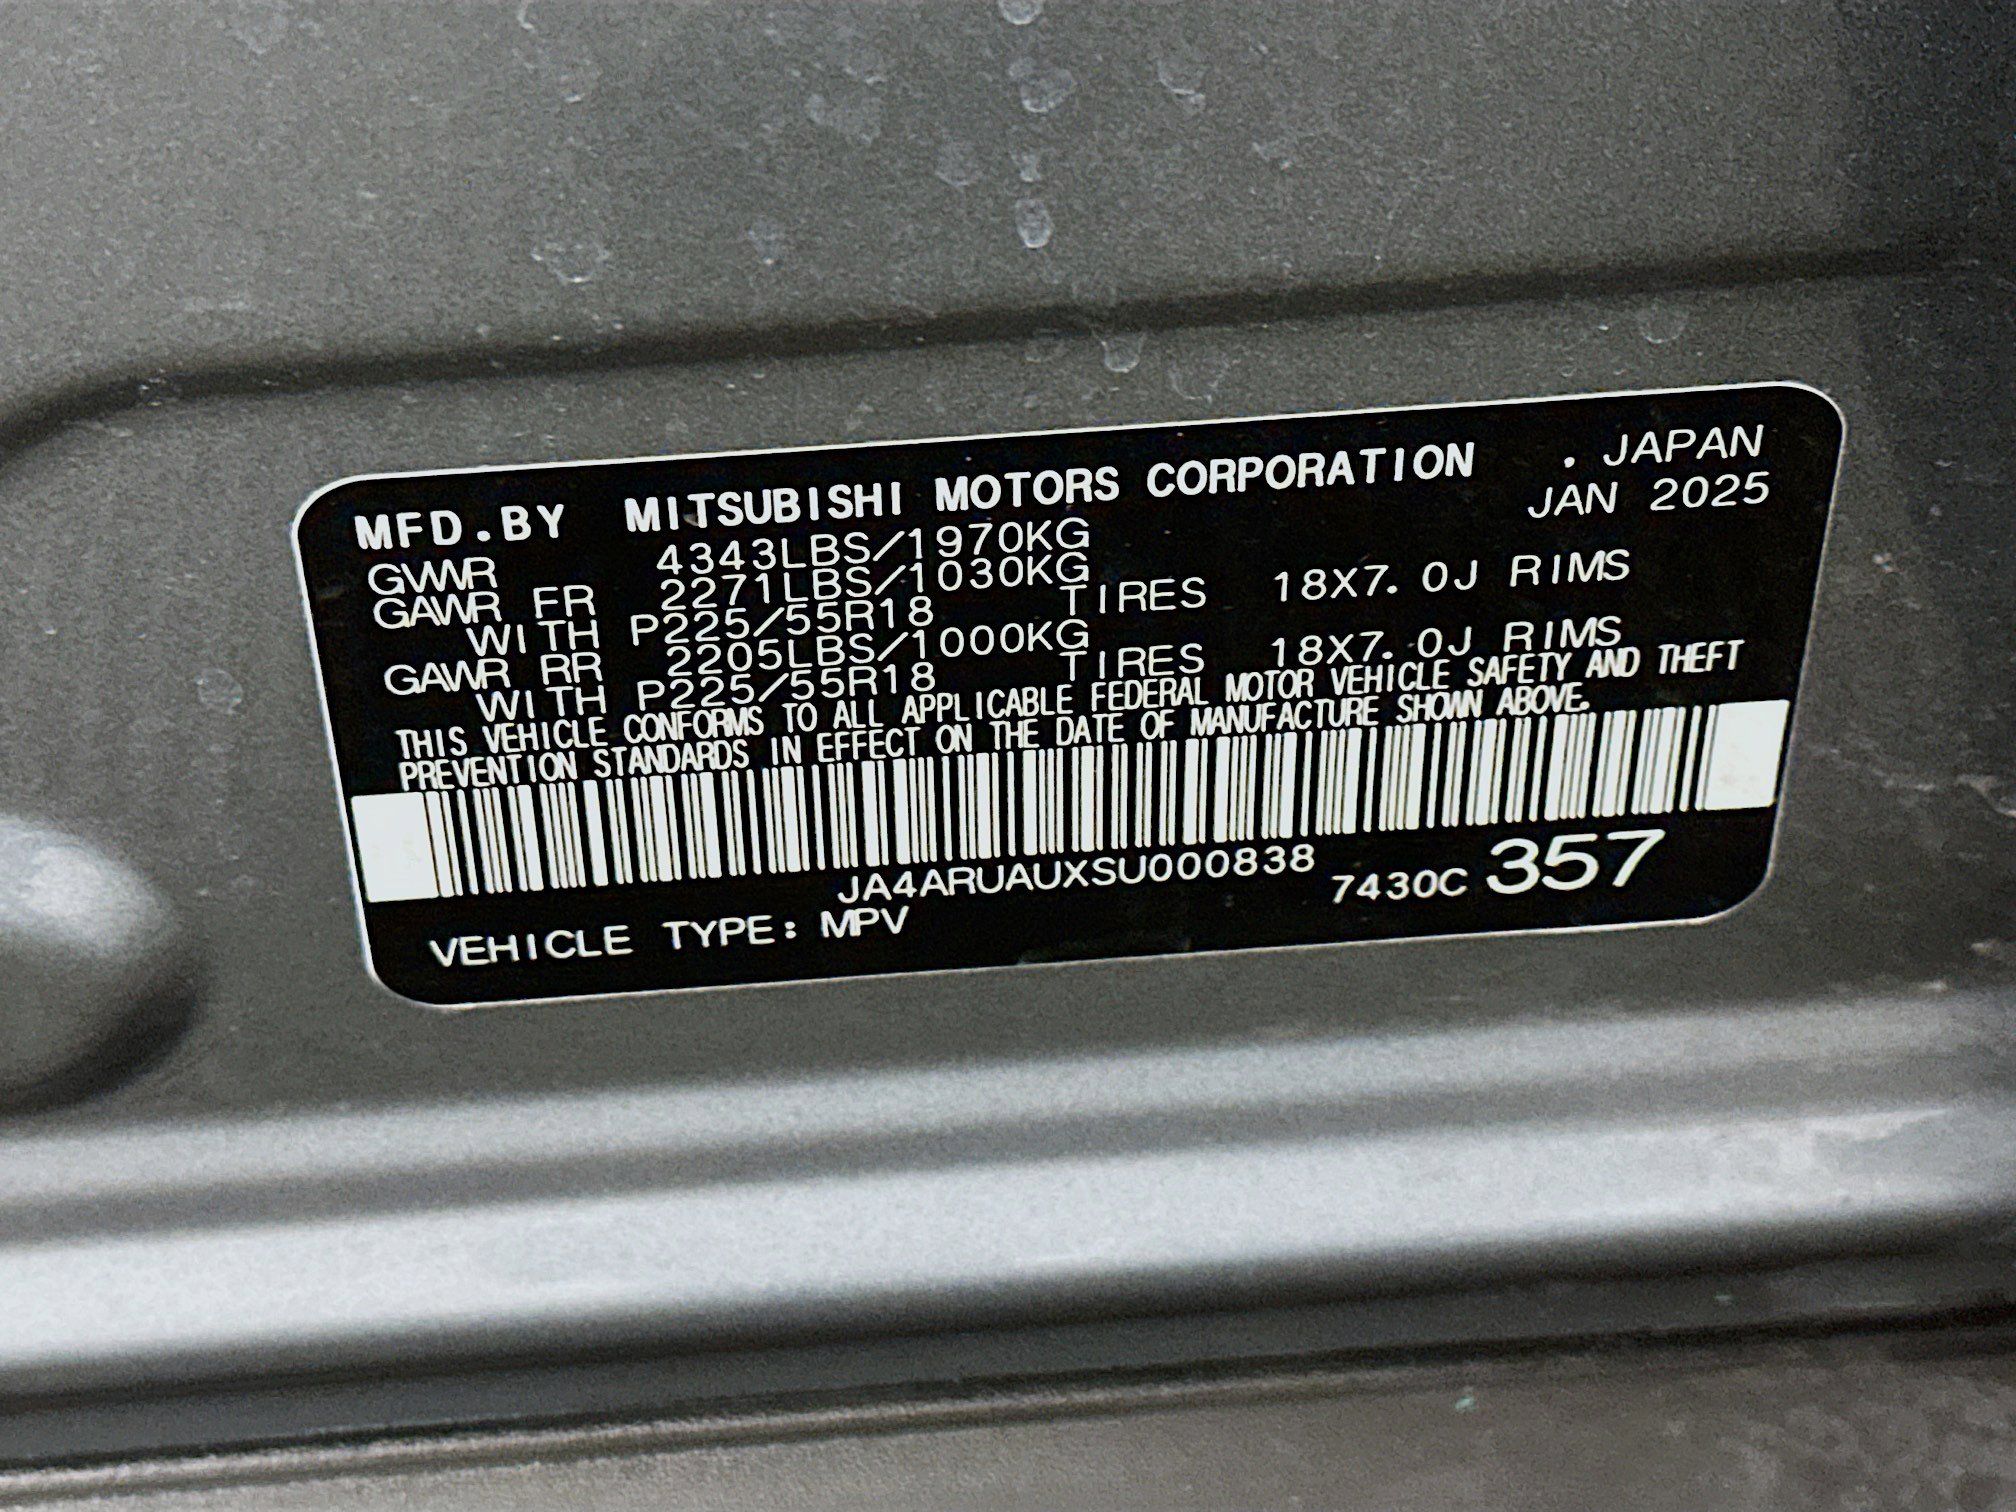 MFD.BY MITSUBISHI MOTORS CORPORATION . JAPAN
GVWR 4343LBS/1970KG JAN 2025
GAWR FR 2271LBS/1030KG
WITH P225/55R18 TIRES 18X7.0J RIMS
GAWR RR 2205LBS/1000KG
WITH P225/55R18 TIRES 18X7.0J RIMS
THIS VEHICLE CONFORMS TO ALL APPLICABLE FEDERAL MOTOR VEHICLE SAFETY AND THEFT
PREVENTION STANDARDS IN EFFECT ON THE DATE OF MANUFACTURE SHOWN ABOVE.
JA4ARUAUXSU000838 7430C 357
VEHICLE TYPE: MPV